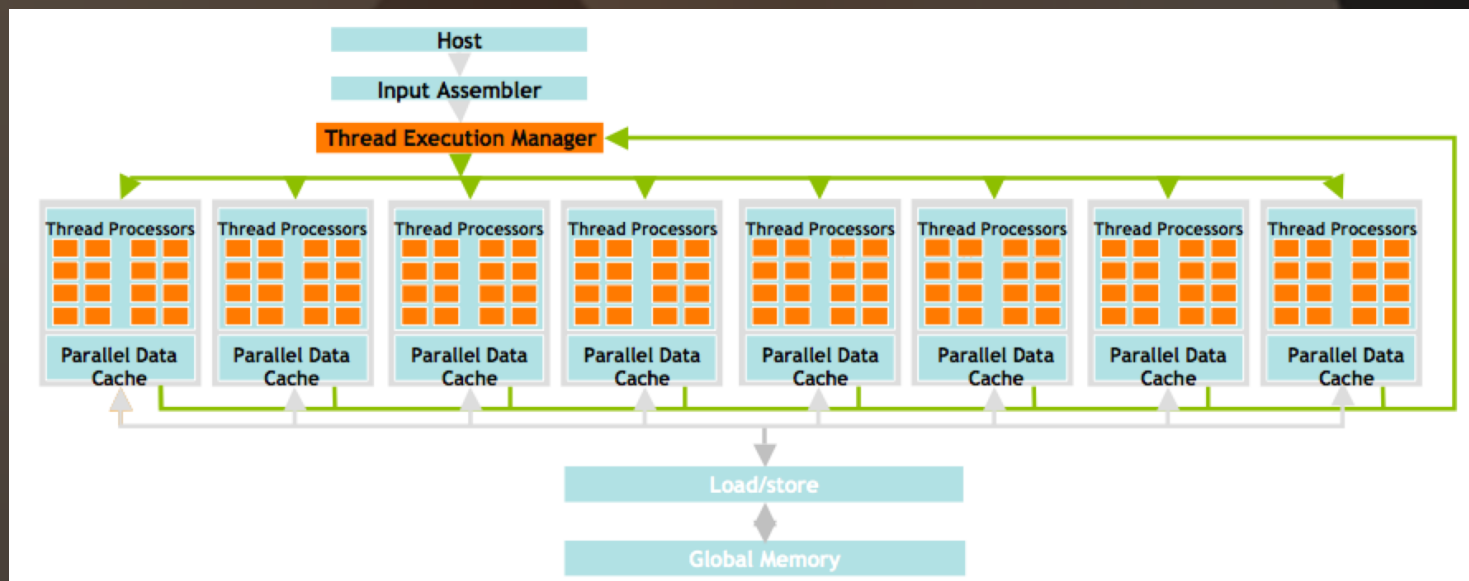 Host
Input Assembler
Thread Execution Manager
Thread Processors
Thread Processors
Thread Processors
Thread Processors
Thread Processors
Thread Processors
Thread Processors
Thread Processors
Parallel Data
Cache
Parallel Data
Cache
Parallel Data
Cache
Parallel Data
Cache
Parallel Data
Cache
Parallel Data
Cache
Parallel Data
Cache
Parallel Data
Cache
Load/store
Global Memory